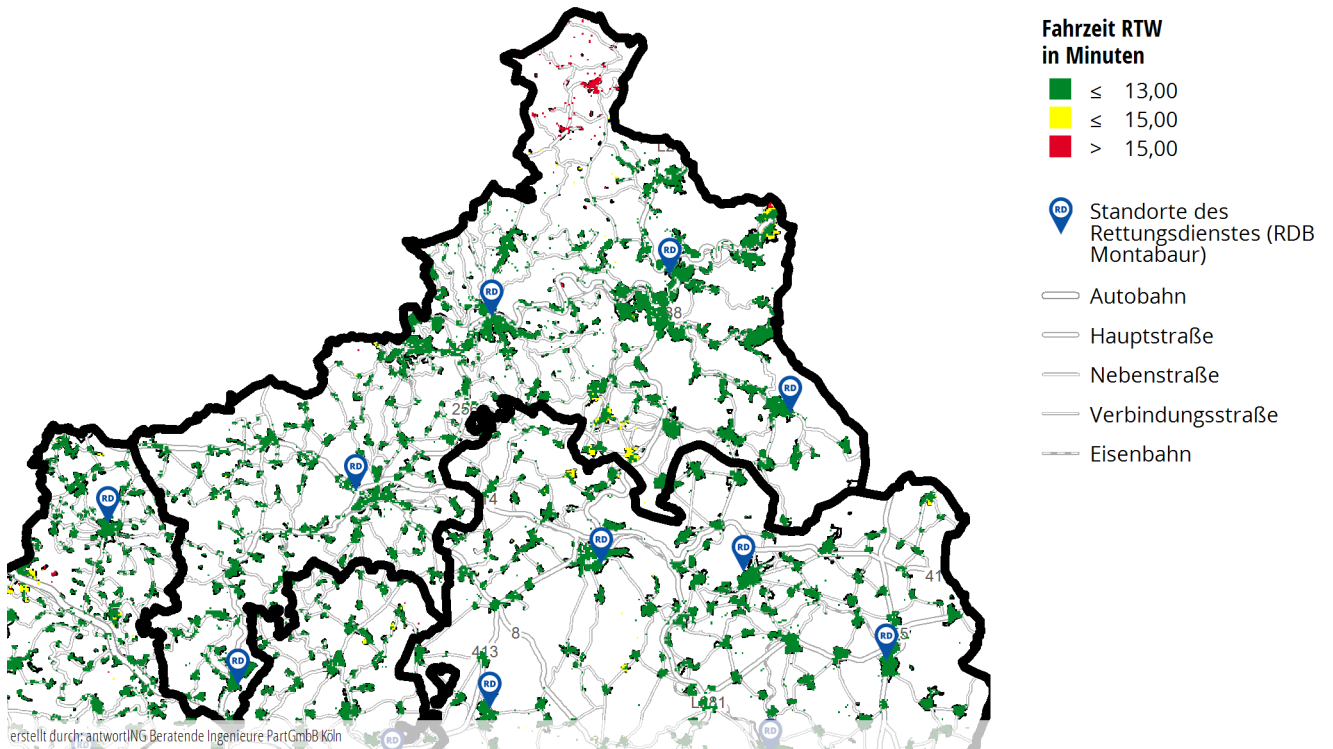 Fahrzeit RTW
in Minuten
≤ 13,00
≤ 15,00
> 15,00
RD
Standorte des
Rettungsdienstes (RDB
Montabaur)
Autobahn
Hauptstraße
Nebenstraße
Verbindungsstraße
Eisenbahn
RD
RD
RD
RD
RD
RD
RD
RD
RD
RD
RD
RD
8
413
erstellt durch: antwortING Beratende Ingenieure PartGmbB Köln